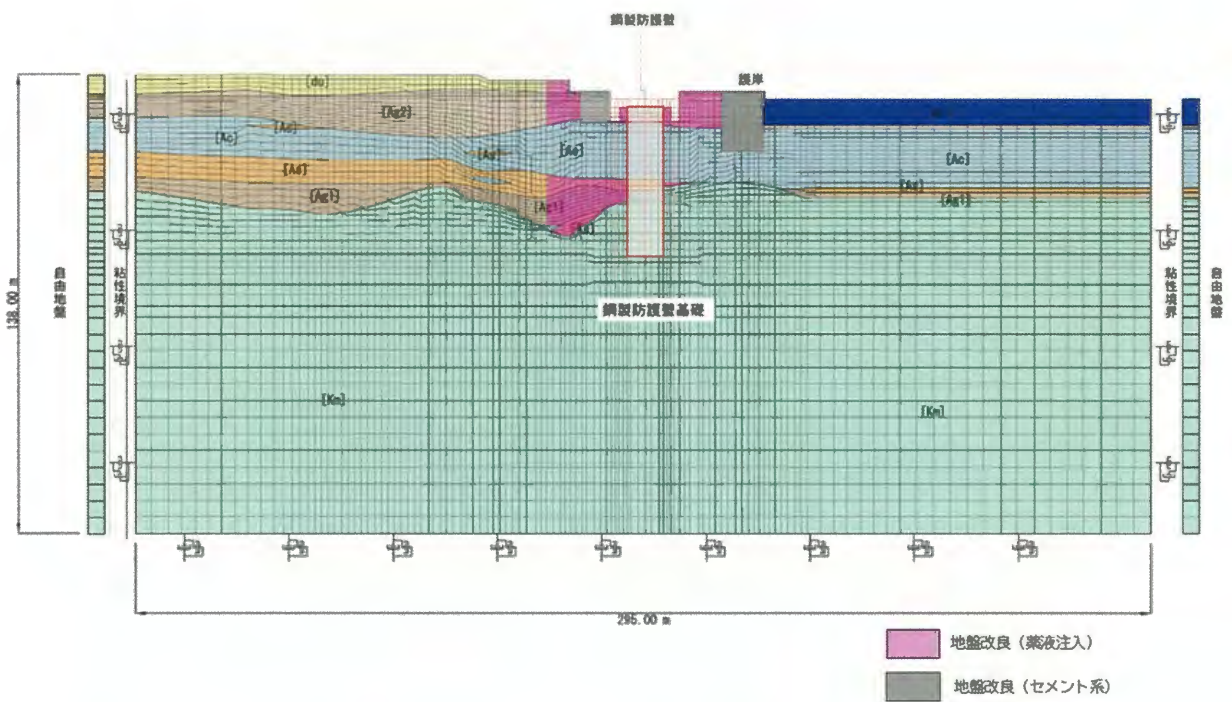 鋼製防護壁
護岸
[du]
[Ag2]
[Ac]
[As]
[As]
[Ag1]
[Ac]
[Ag1]
[Ag1]
138.00 m
自由地盤
粘性境界
粘性境界
自由地盤
鋼製防護壁基礎
[Km]
[Km]
295.00 m
地盤改良（薬液注入）
地盤改良（セメント系）